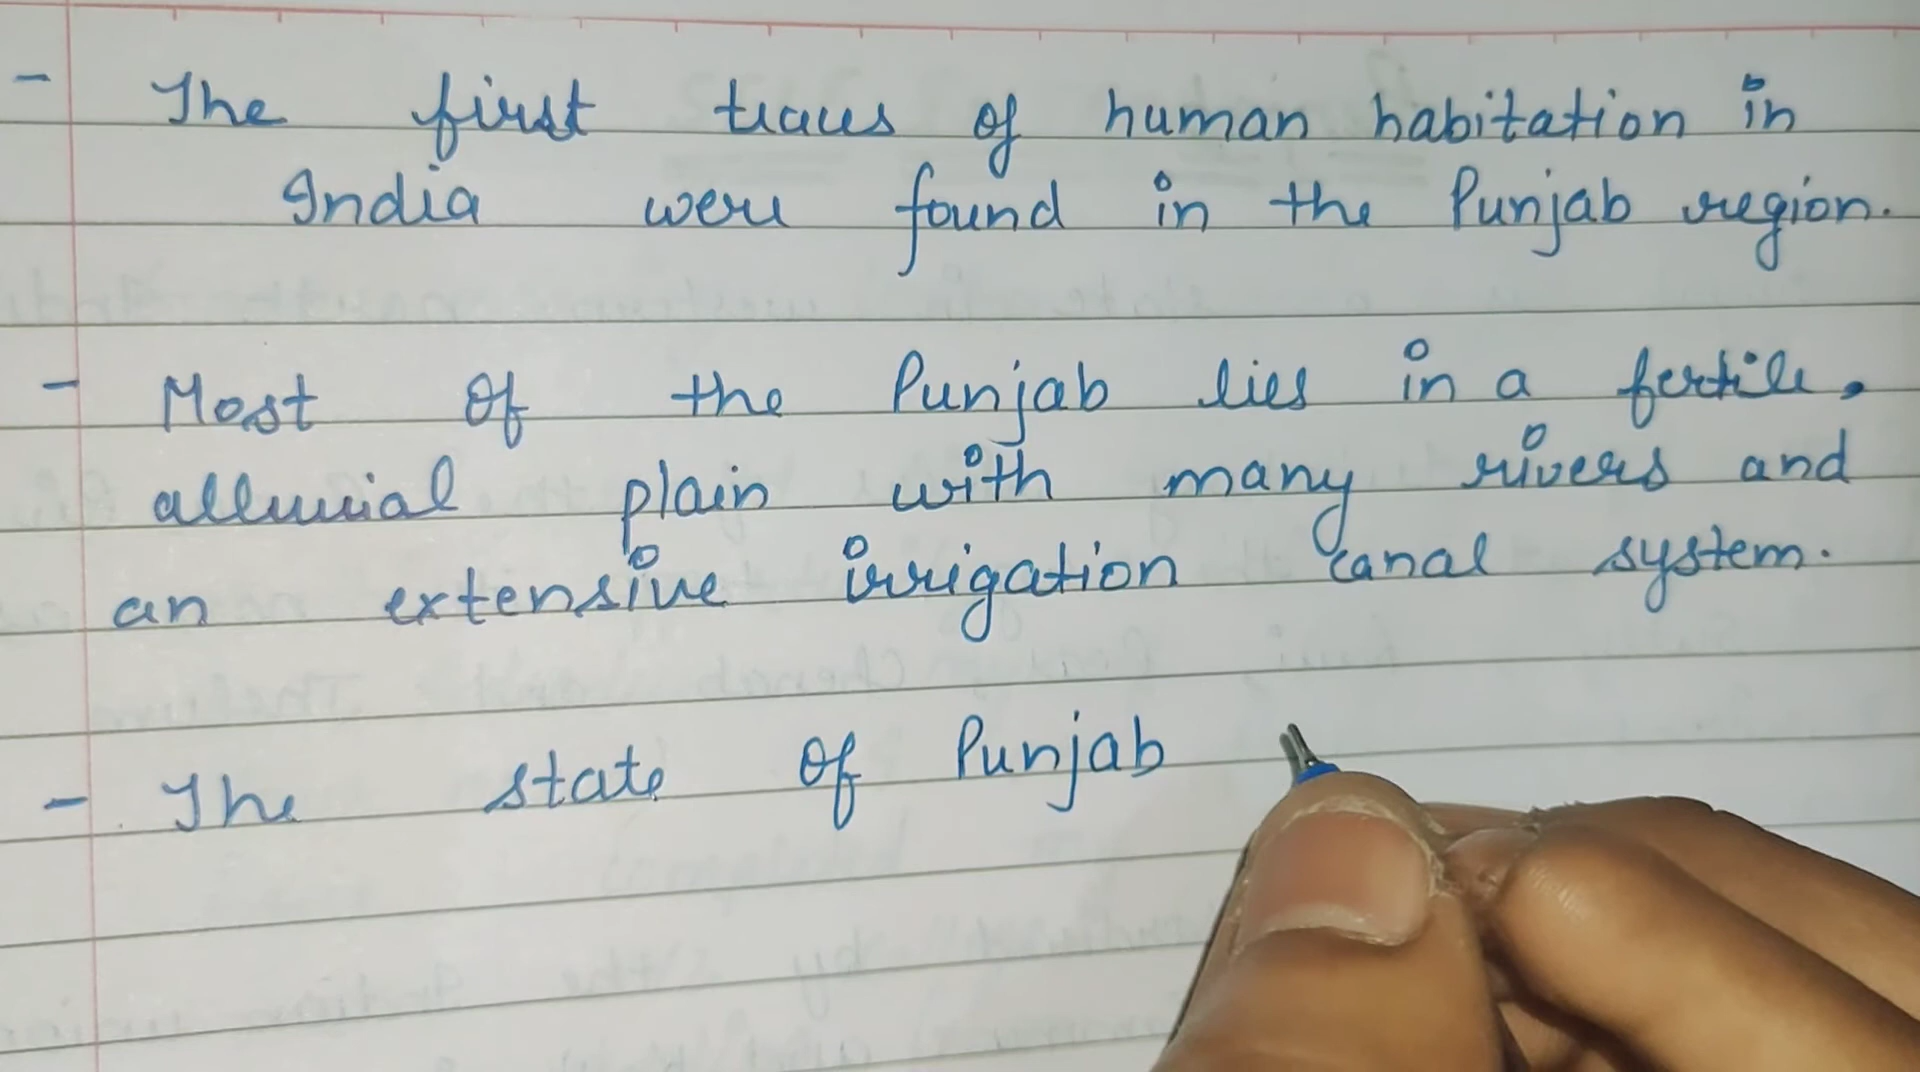 - The first traces of human habitation in
India were found in the Punjab region.
- Most of the Punjab lies in a fertile,
alluvial plain with many rivers and
an extensive irrigation canal system.
- The state of Punjab